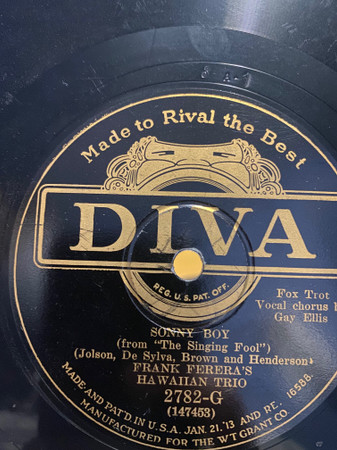 Made to Rival the Best
DIVA
REG. U.S. PAT. OFF.
Fox Trot
Vocal chorus b
Gay Ellis
SONNY BOY
(from "The Singing Fool")
(Jolson, De Sylva, Brown and Henderson)
FRANK FERERA'S
HAWAIIAN TRIO
2782-G
(147453)
MADE AND PAT'D IN U.S.A. JAN. 21. '13 AND RE. 16588.
MANUFACTURED FOR THE W.T. GRANT CO.